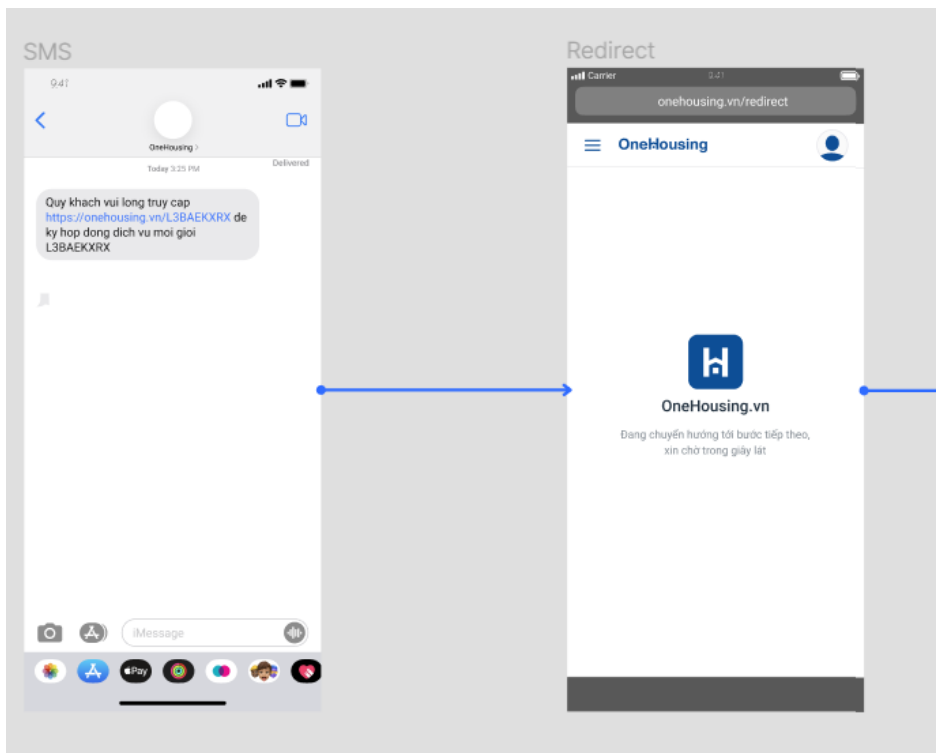 SMS
9:41
OneHousing >
Today 3:25 PM
Delivered
Quy khach vui long truy cap
https://onehousing.vn/L3BAEKXRX de
ky hop dong dich vu moi gioi
L3BAEKXRX
iMessage
Pay
Redirect
Carrier
9:41
onehousing.vn/redirect
OneHousing
OneHousing.vn
Đang chuyển hướng tới bước tiếp theo,
xin chờ trong giây lát